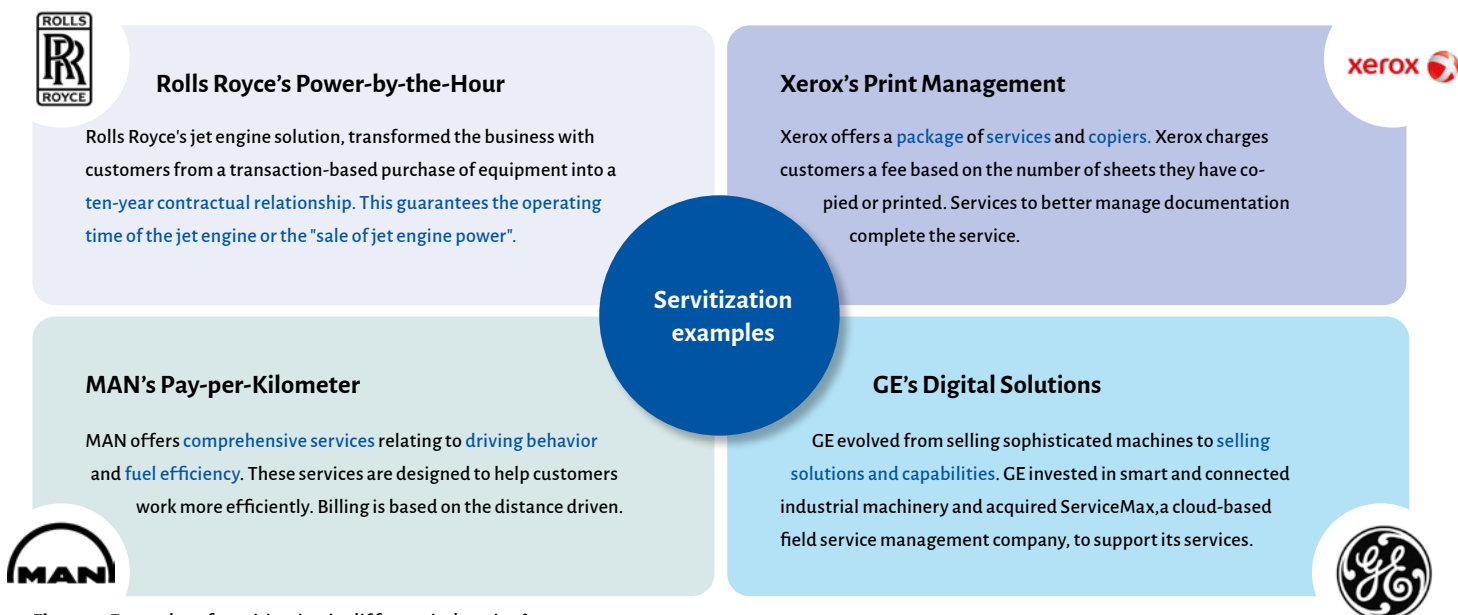 ROLLS
RR
ROYCE
Rolls Royce's Power-by-the-Hour
Rolls Royce's jet engine solution, transformed the business with
customers from a transaction-based purchase of equipment into a
ten-year contractual relationship. This guarantees the operating
time of the jet engine or the "sale of jet engine power".
xerox
Xerox's Print Management
Xerox offers a package of services and copiers. Xerox charges
customers a fee based on the number of sheets they have co-
pied or printed. Services to better manage documentation
complete the service.
Servitization
examples
MAN's Pay-per-Kilometer
MAN offers comprehensive services relating to driving behavior
and fuel efficiency. These services are designed to help customers
work more efficiently. Billing is based on the distance driven.
MAN
GE's Digital Solutions
GE evolved from selling sophisticated machines to selling
solutions and capabilities. GE invested in smart and connected
industrial machinery and acquired ServiceMax,a cloud-based
field service management company, to support its services.
GE